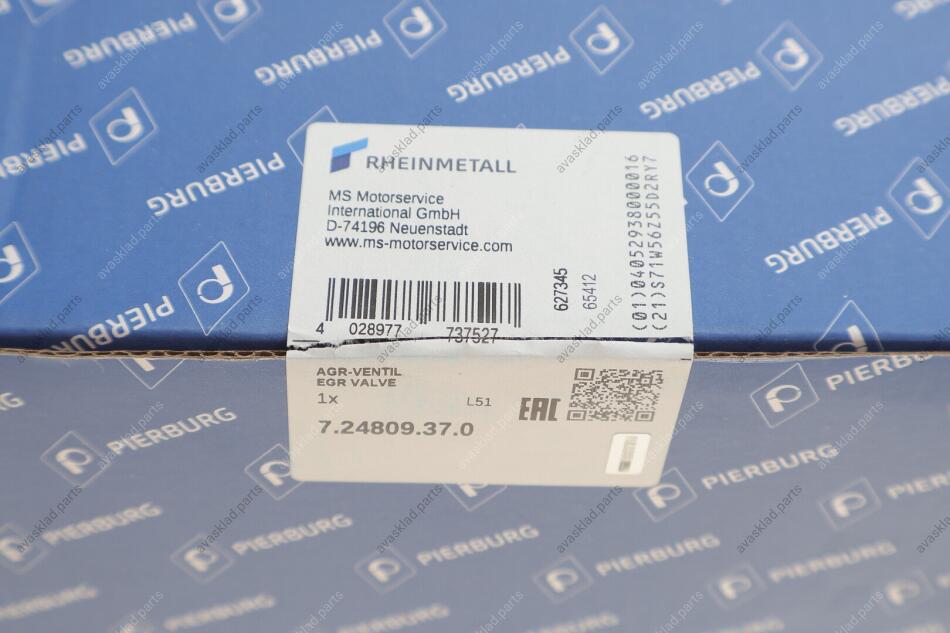 RHEINMETALL
MS Motorservice
International GmbH
D-74196 Neuenstadt
www.ms-motorservice.com
4 028977 737527
627345
65412
(01)04052938000016
(21)S71W56Z55D2RY7
AGR-VENTIL
EGR VALVE
1x
L51
EAC
7.24809.37.0
PIERBURG
avasklad.parts